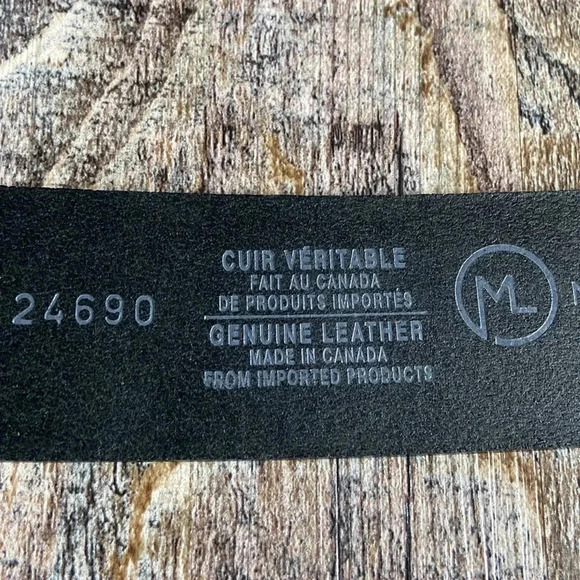 24690
CUIR VÉRITABLE
FAIT AU CANADA
DE PRODUITS IMPORTÉS
GENUINE LEATHER
MADE IN CANADA
FROM IMPORTED PRODUCTS
ML